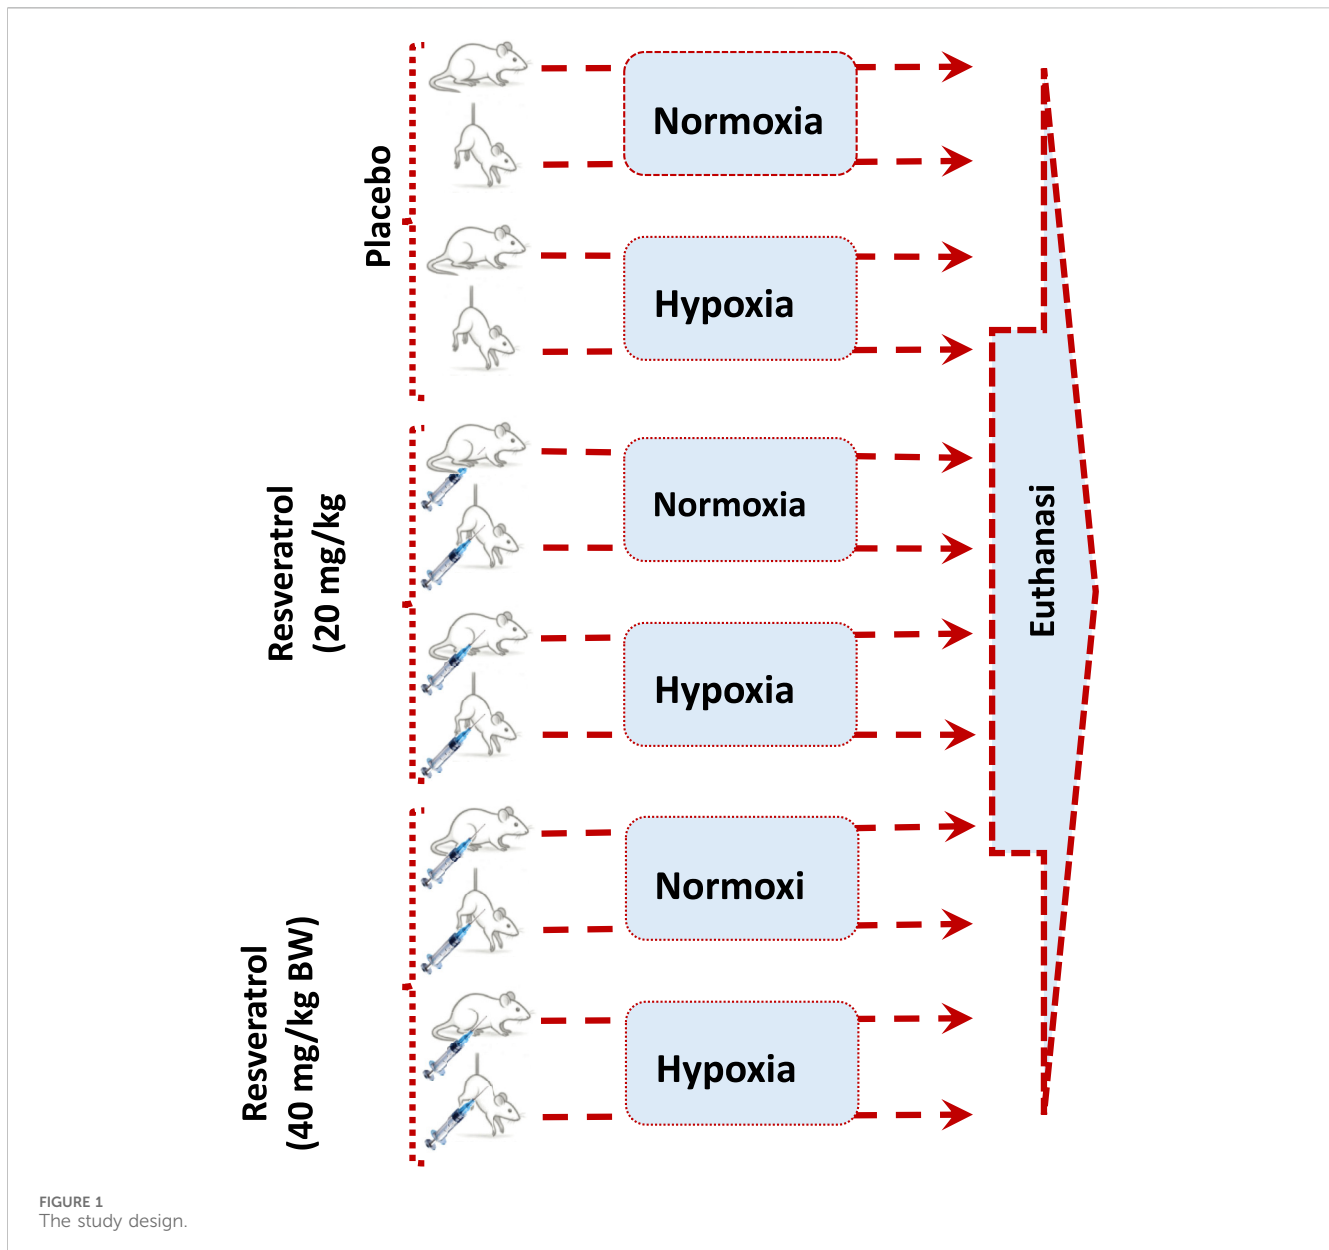 Placebo
Normoxia
Hypoxia
Resveratrol
(20 mg/kg
Normoxia
Hypoxia
Resveratrol
(40 mg/kg BW)
Normoxi
Hypoxia
Euthanasi
FIGURE 1
The study design.